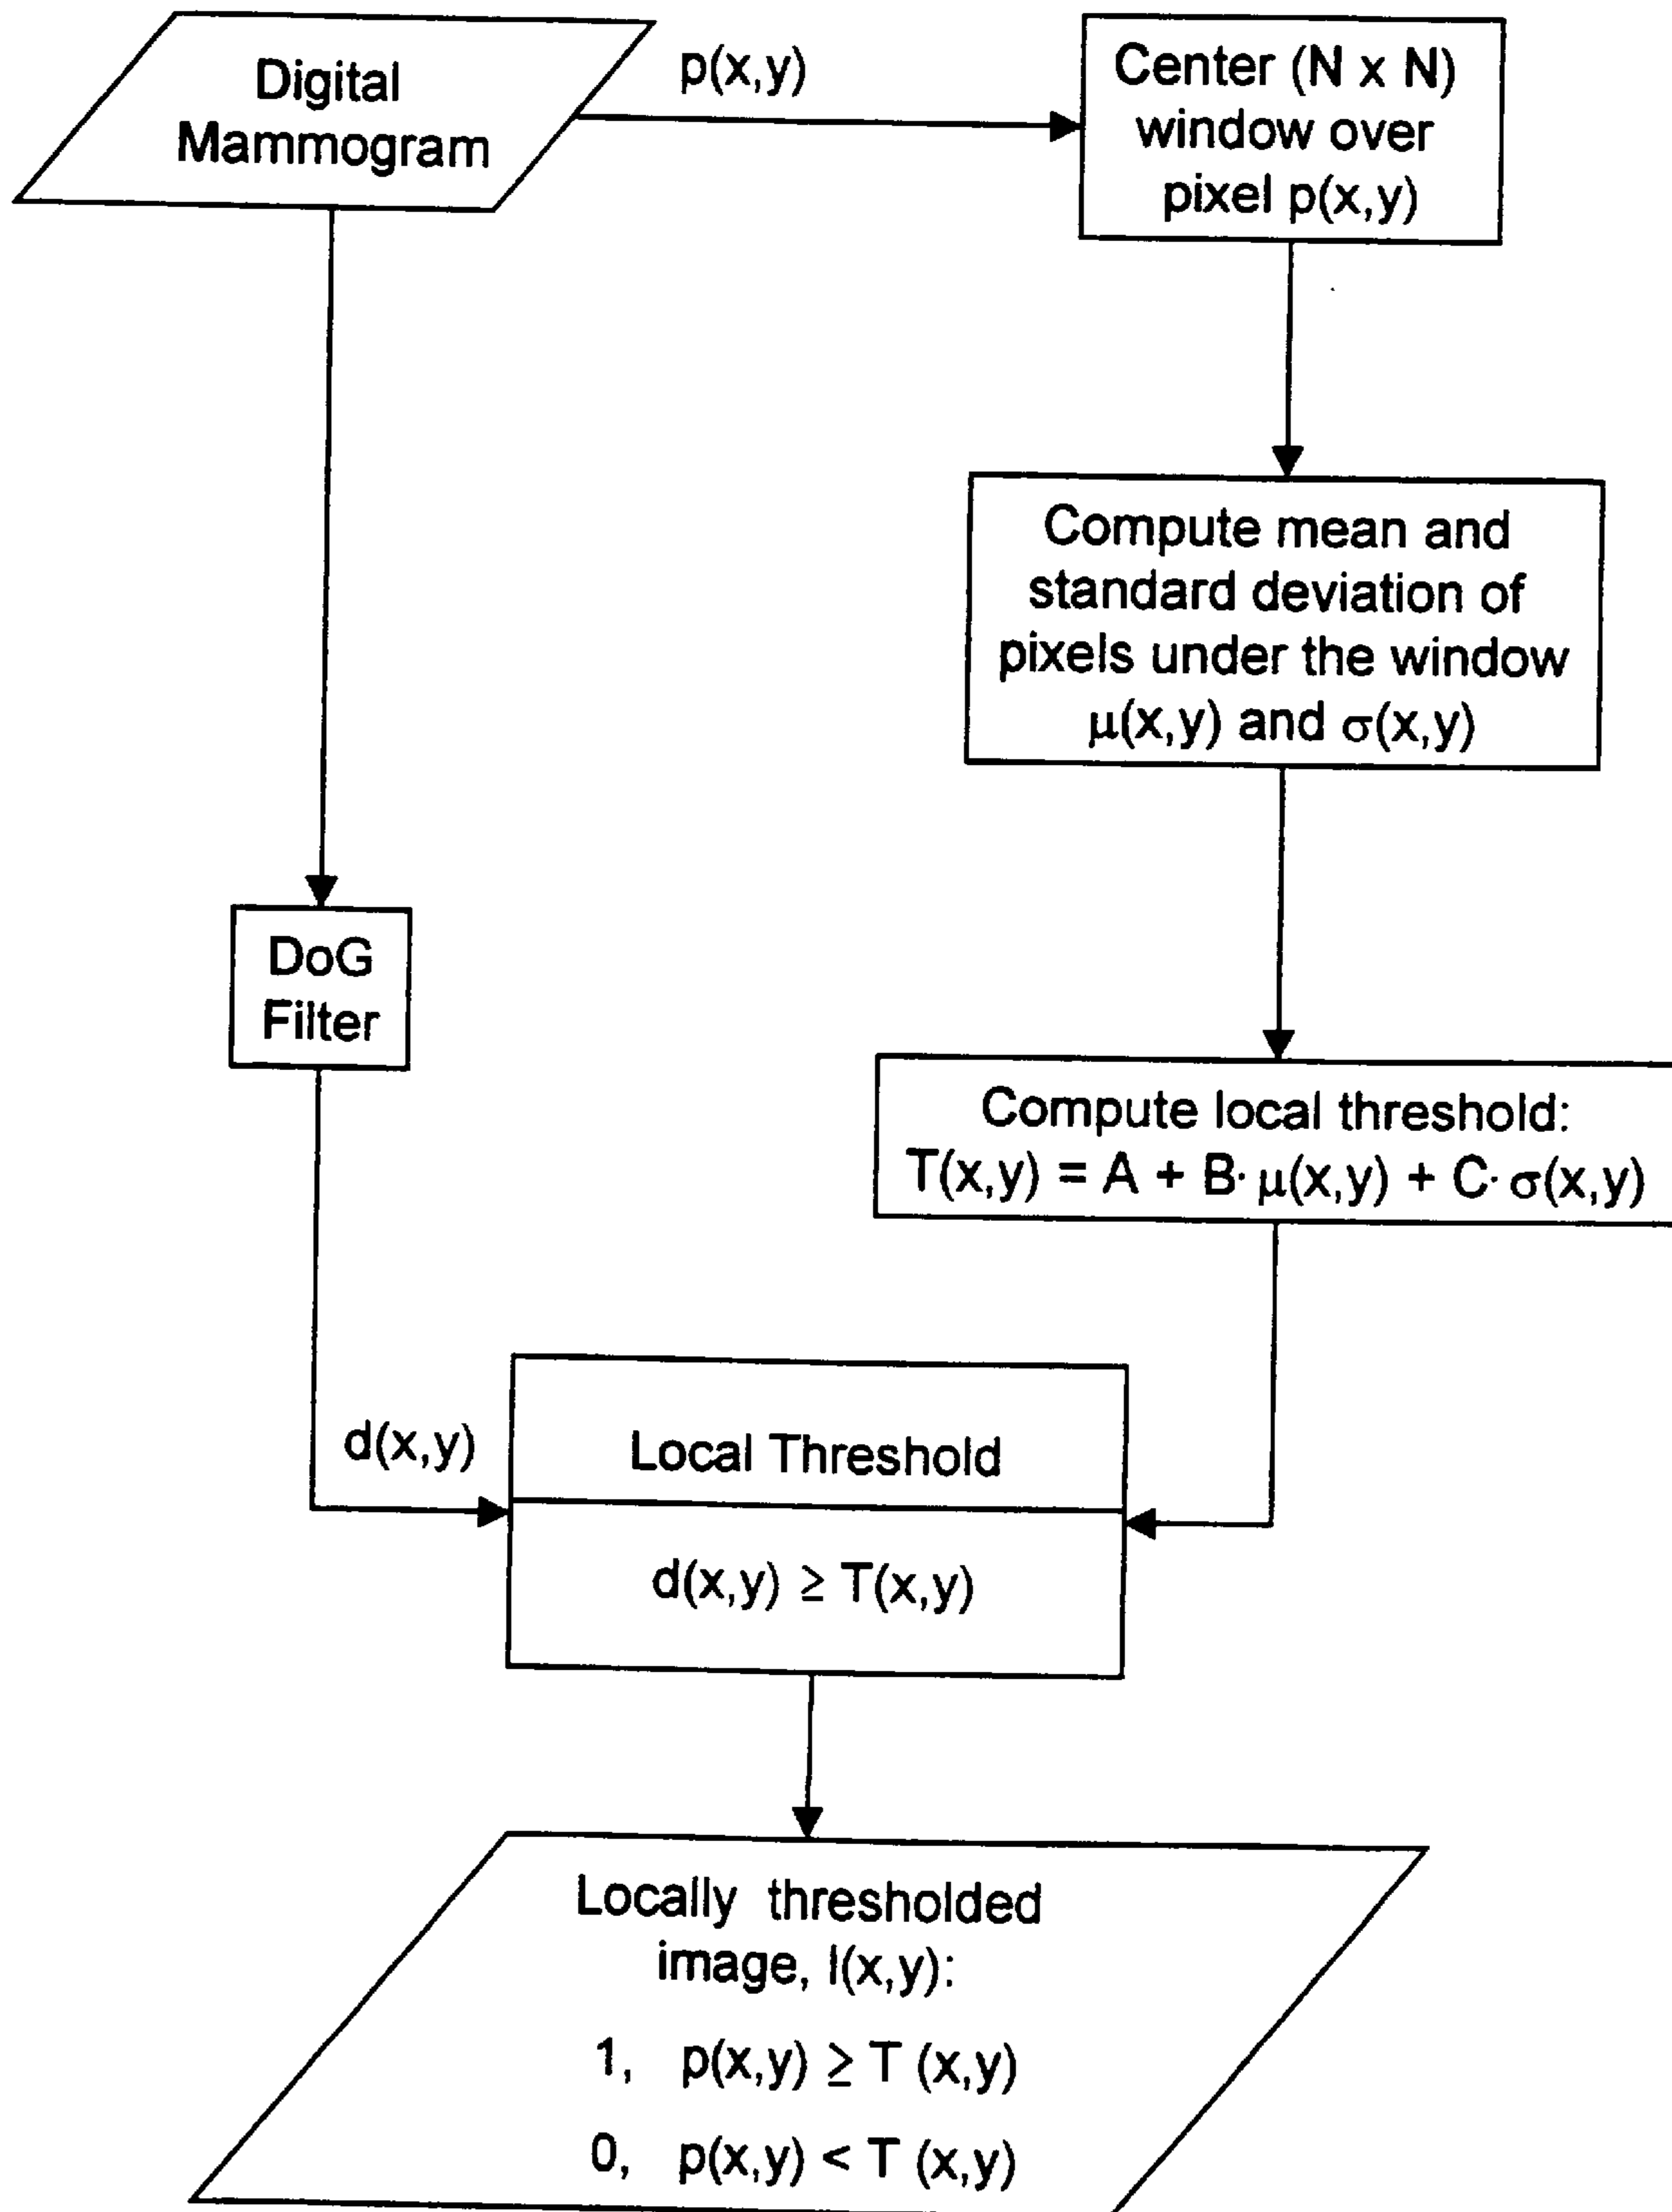 Digital
Mammogram
p(x,y)
Center (N x N)
window over
pixel p(x,y)
Compute mean and
standard deviation of
pixels under the window
μ(x,y) and σ(x,y)
DoG
Filter
Compute local threshold:
T(x,y) = A + B· μ(x,y) + C· σ(x,y)
d(x,y)
Local Threshold
d(x,y) ≥ T(x,y)
Locally thresholded
image, I(x,y):
1, p(x,y) ≥ T (x,y)
0, p(x,y) < T (x,y)